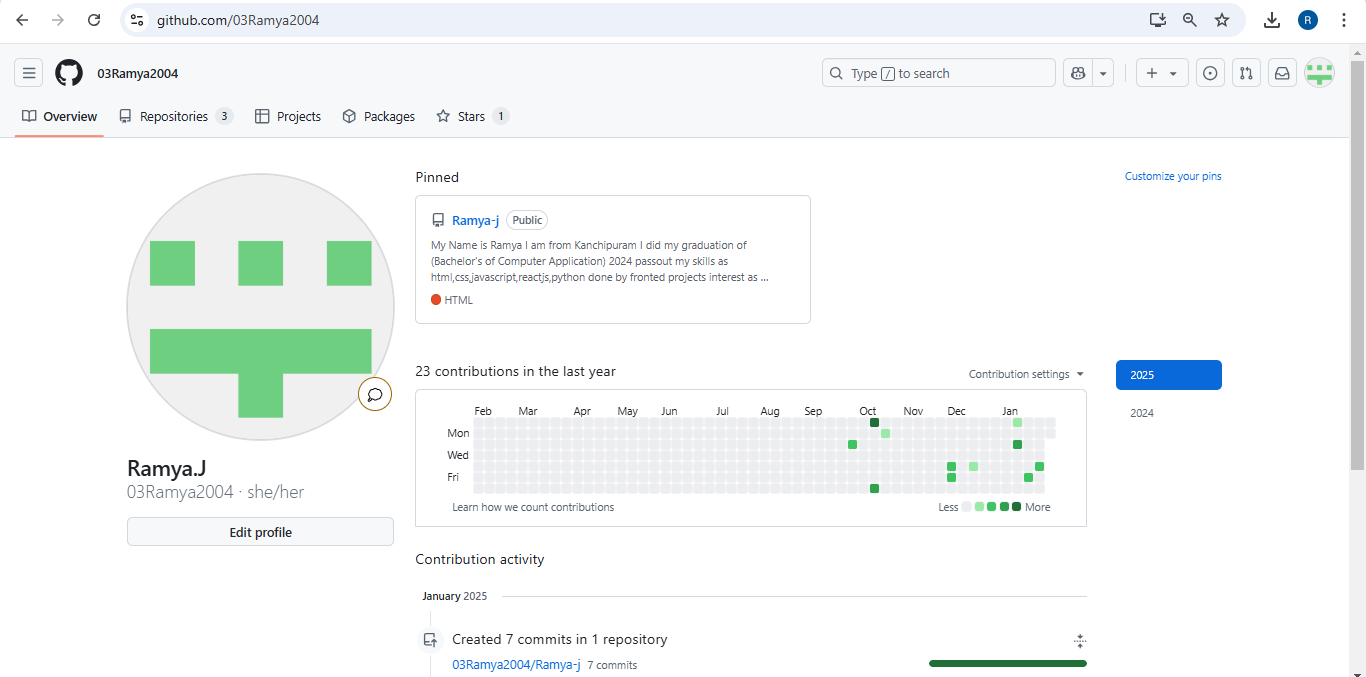 github.com/03Ramya2004
R
03Ramya2004
Type / to search
Overview
Repositories 3
Projects
Packages
Stars 1
Pinned
Customize your pins
Ramya-j Public
My Name is Ramya I am from Kanchipuram I did my graduation of
(Bachelor's of Computer Application) 2024 passout my skills as
html,css,javascript,reactjs,python done by fronted projects interest as ...
HTML
Ramya.J
03Ramya2004 · she/her
Edit profile
23 contributions in the last year
Contribution settings
2025
2024
Feb Mar Apr May Jun Jul Aug Sep Oct Nov Dec Jan
Mon
Wed
Fri
Learn how we count contributions
Less More
Contribution activity
January 2025
Created 7 commits in 1 repository
03Ramya2004/Ramya-j 7 commits